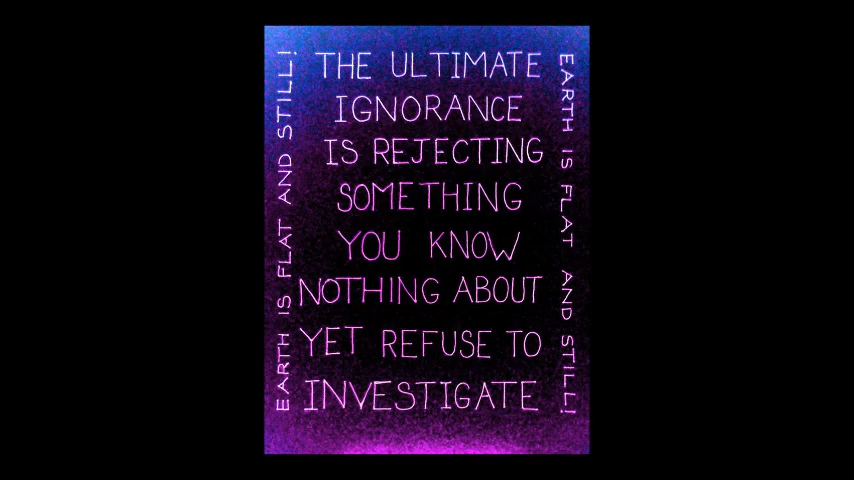 EARTH IS FLAT AND STILL!
THE ULTIMATE
IGNORANCE
IS REJECTING
SOMETHING
YOU KNOW
NOTHING ABOUT
YET REFUSE TO
INVESTIGATE
EARTH IS FLAT AND STILL!